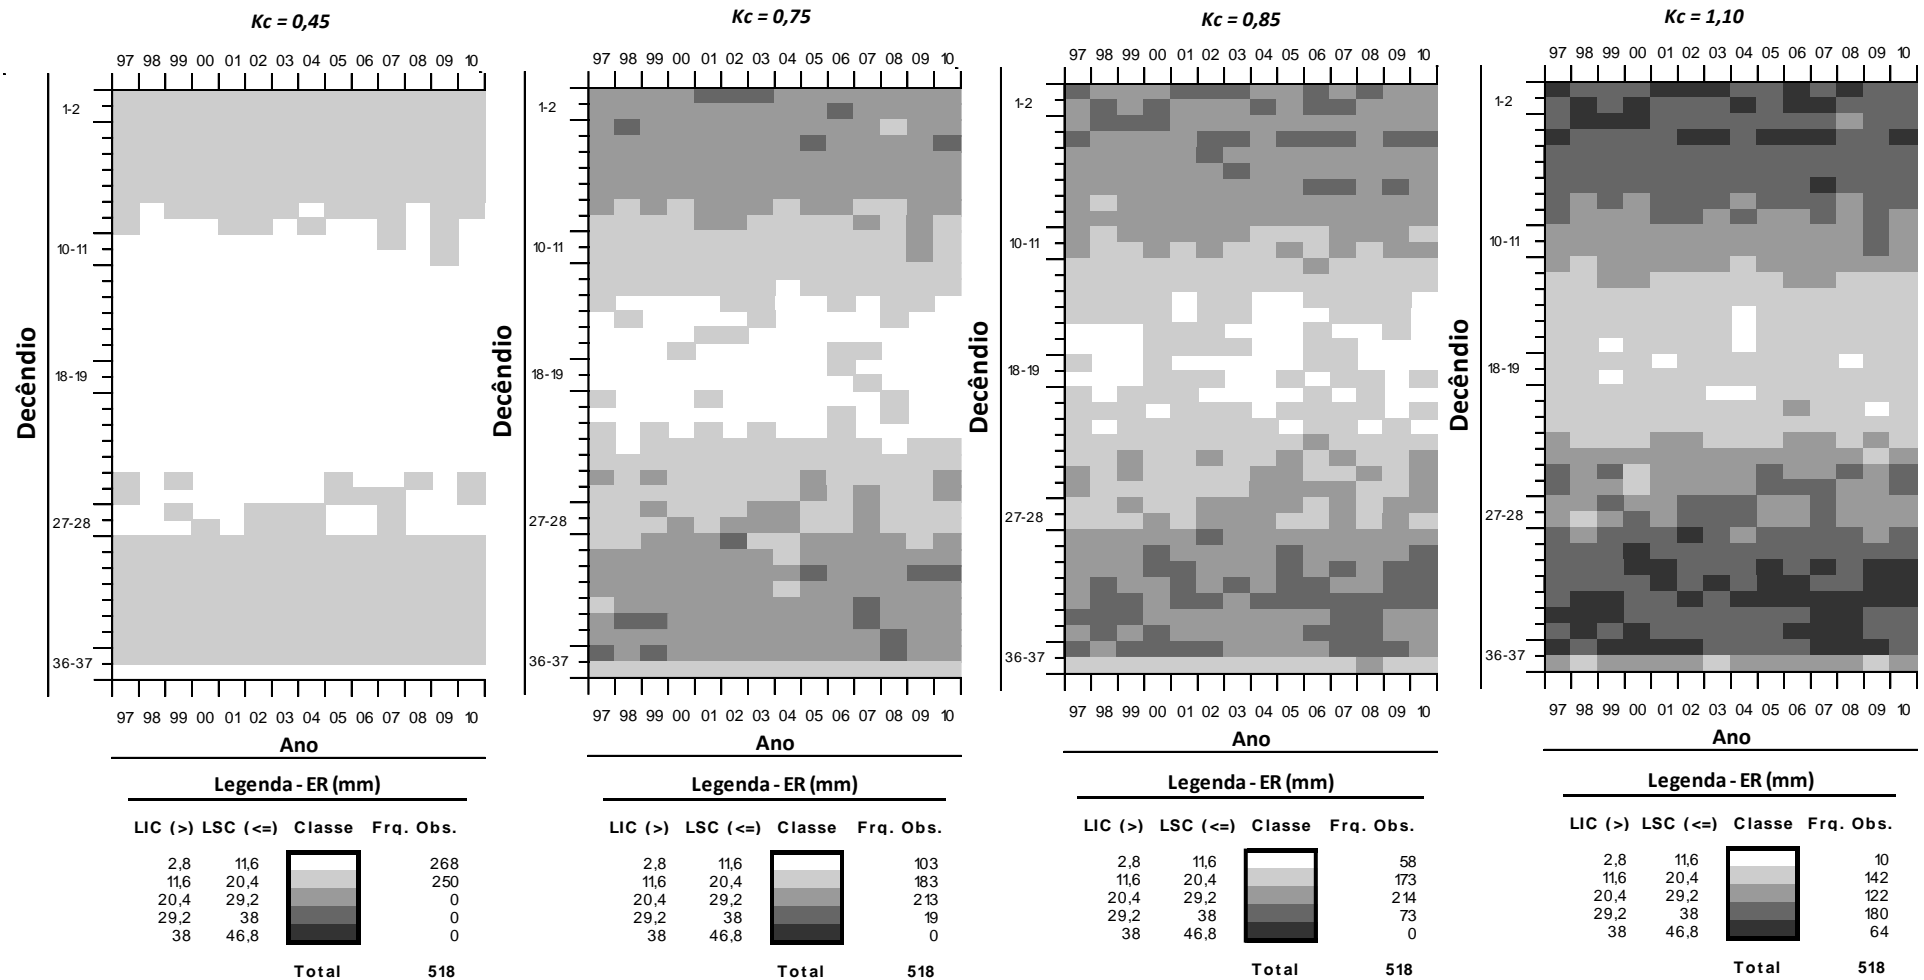 Kc = 0,45
97 98 99 00 01 02 03 04 05 06 07 08 09 10
Decêndio
1-2
10-11
18-19
27-28
36-37
97 98 99 00 01 02 03 04 05 06 07 08 09 10
Ano
Legenda - ER (mm)
LIC (>) LSC (<=) Classe Frq. Obs.
2,8 11,6 268
11,6 20,4 250
20,4 29,2 0
29,2 38 0
38 46,8 0
Total 518
Kc = 0,75
97 98 99 00 01 02 03 04 05 06 07 08 09 10
Decêndio
1-2
10-11
18-19
27-28
36-37
97 98 99 00 01 02 03 04 05 06 07 08 09 10
Ano
Legenda - ER (mm)
LIC (>) LSC (<=) Classe Frq. Obs.
2,8 11,6 103
11,6 20,4 183
20,4 29,2 213
29,2 38 19
38 46,8 0
Total 518
Kc = 0,85
97 98 99 00 01 02 03 04 05 06 07 08 09 10
Decêndio
1-2
10-11
18-19
27-28
36-37
97 98 99 00 01 02 03 04 05 06 07 08 09 10
Ano
Legenda - ER (mm)
LIC (>) LSC (<=) Classe Frq. Obs.
2,8 11,6 58
11,6 20,4 173
20,4 29,2 214
29,2 38 73
38 46,8 0
Total 518
Kc = 1,10
97 98 99 00 01 02 03 04 05 06 07 08 09 10
Decêndio
1-2
10-11
18-19
27-28
36-37
97 98 99 00 01 02 03 04 05 06 07 08 09 10
Ano
Legenda - ER (mm)
LIC (>) LSC (<=) Classe Frq. Obs.
2,8 11,6 10
11,6 20,4 142
20,4 29,2 122
29,2 38 180
38 46,8 64
Total 518